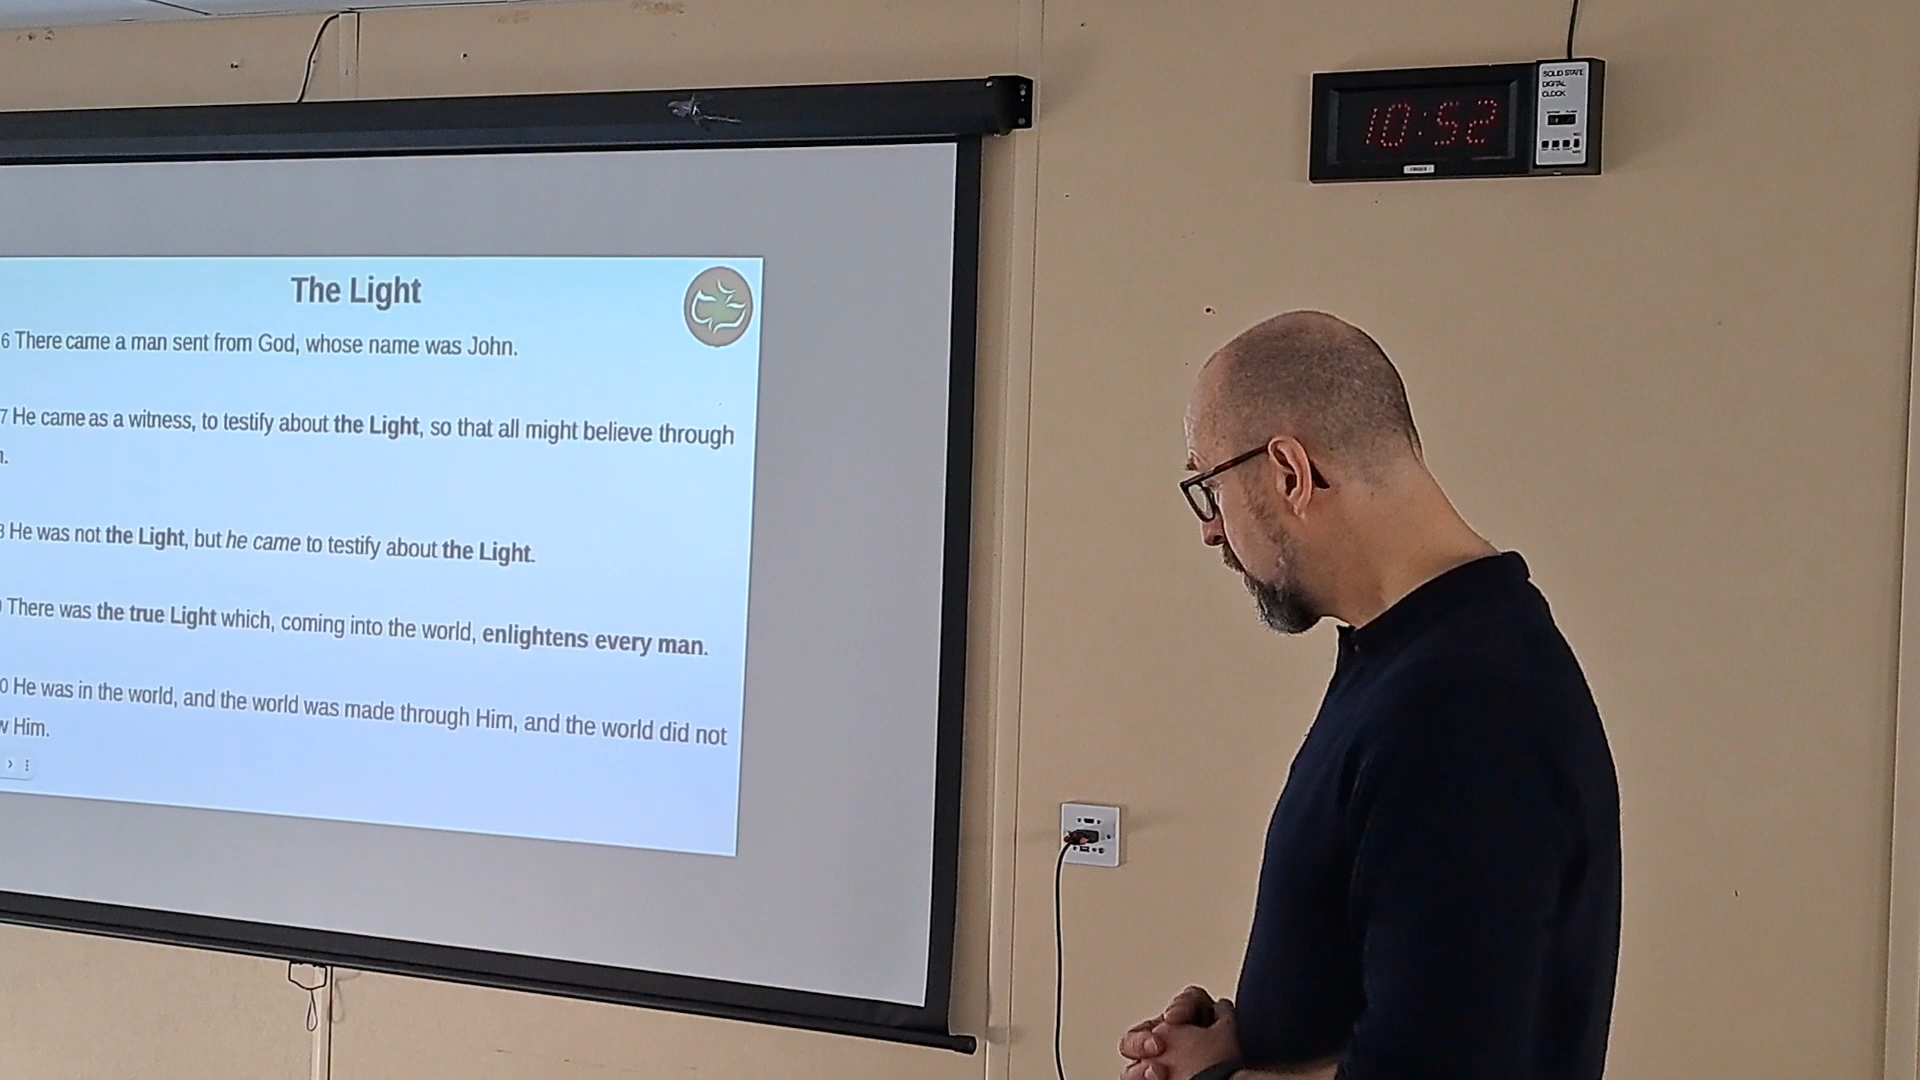 The Light
6 There came a man sent from God, whose name was John.
7 He came as a witness, to testify about the Light, so that all might believe through
He was not the Light, but he came to testify about the Light.
There was the true Light which, coming into the world, enlightens every man.
0 He was in the world, and the world was made through Him, and the world did not
w Him.
10:52
SOLID STATE
DIGITAL
CLOCK